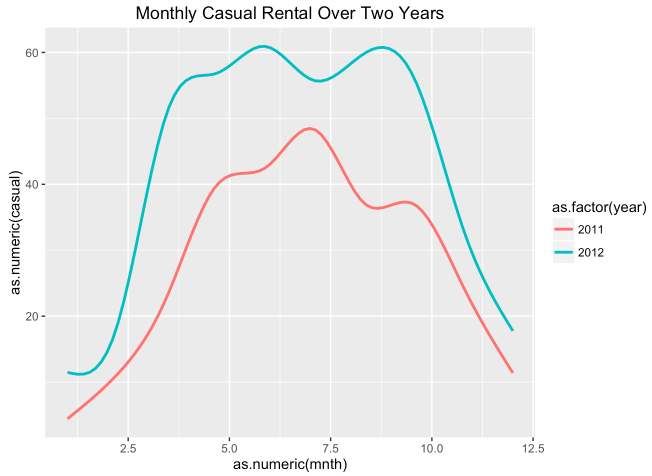 Monthly Casual Rental Over Two Years
as.numeric(casual)
60
40
20
2.5
5.0
7.5
10.0
12.5
as.numeric(mnth)
as.factor(year)
2011
2012